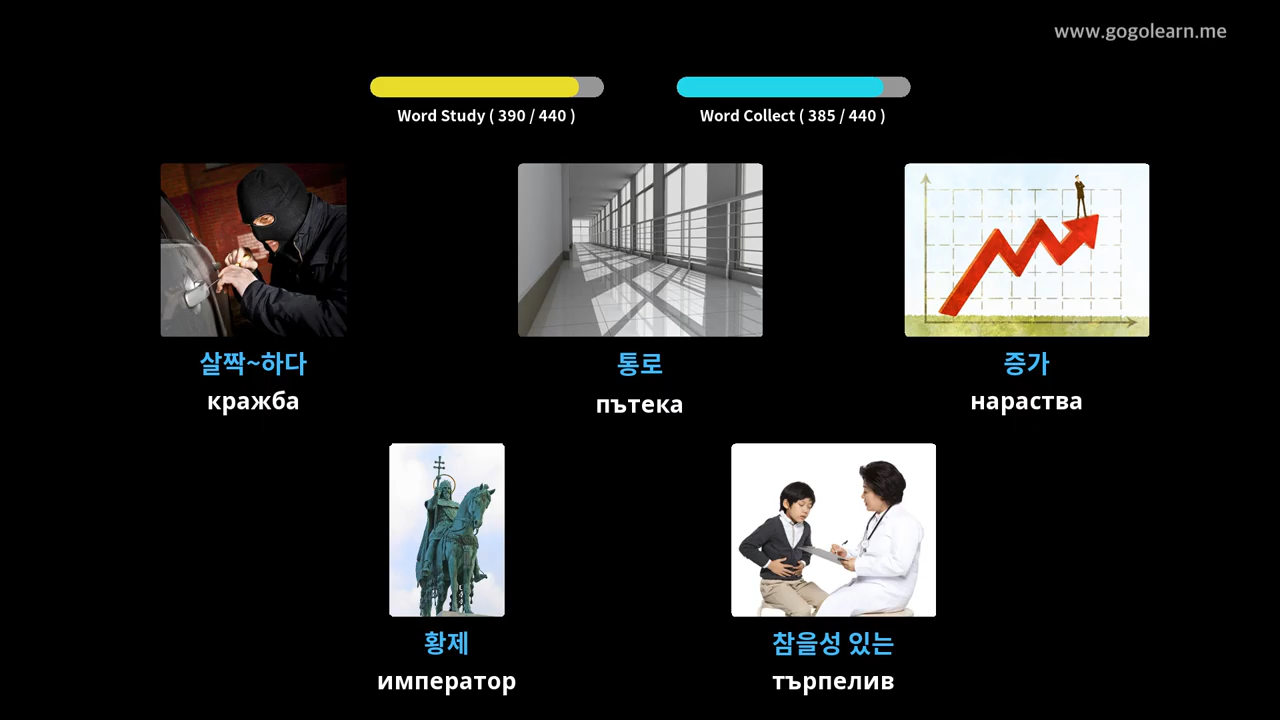 www.gogolearn.me
Word Study ( 390 / 440 )
Word Collect ( 385 / 440 )
살짝~하다
кражба
통로
пътека
증가
нараства
황제
император
참을성 있는
търпелив